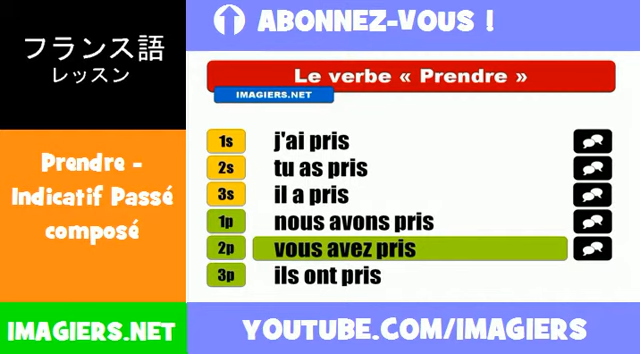 フランス語
レッスン
Prendre -
Indicatif Passé
composé
IMAGIERS.NET
ABONNEZ-VOUS !
Le verbe « Prendre »
IMAGIERS.NET
1s j'ai pris
2s tu as pris
3s il a pris
1p nous avons pris
2p vous avez pris
3p ils ont pris
YOUTUBE.COM/IMAGIERS